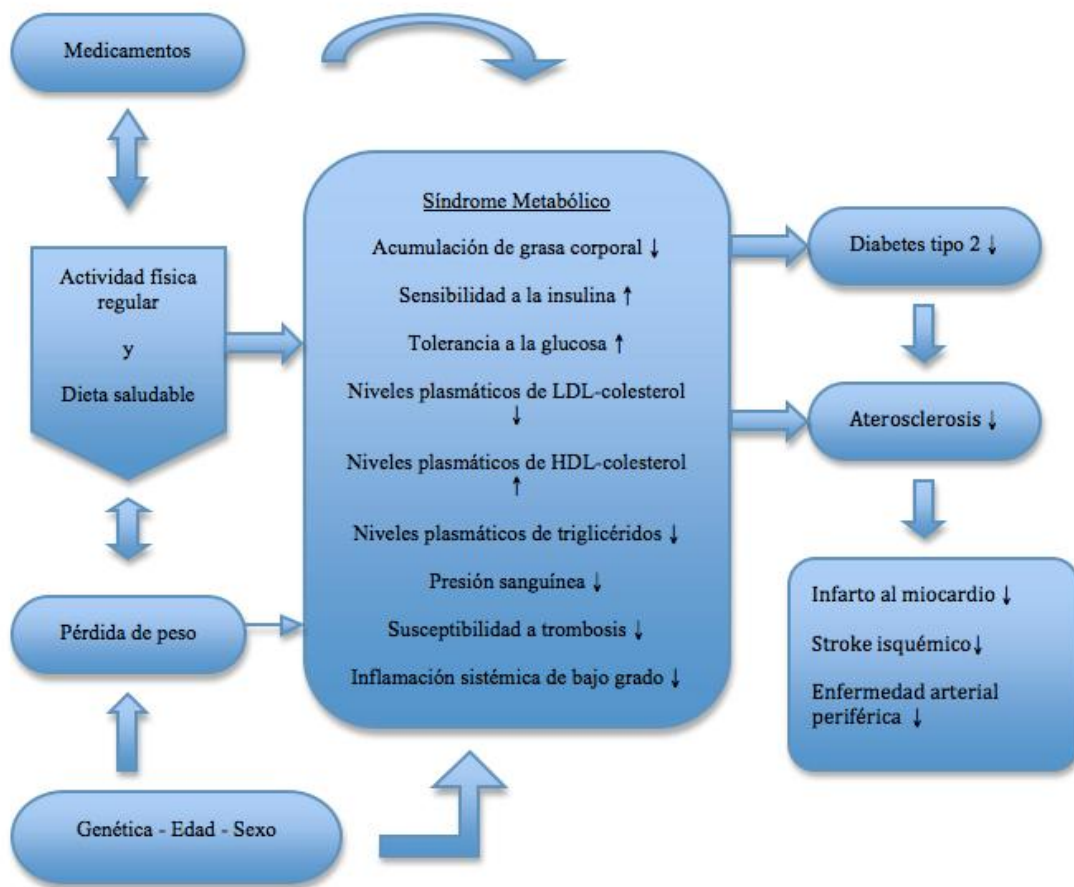 Medicamentos
Actividad física
regular
y
Dieta saludable
Pérdida de peso
Genética - Edad - Sexo
Síndrome Metabólico
Acumulación de grasa corporal ↓
Sensibilidad a la insulina ↑
Tolerancia a la glucosa ↑
Niveles plasmáticos de LDL-colesterol
↓
Niveles plasmáticos de HDL-colesterol
↑
Niveles plasmáticos de triglicéridos ↓
Presión sanguínea ↓
Susceptibilidad a trombosis ↓
Inflamación sistémica de bajo grado ↓
Diabetes tipo 2 ↓
Aterosclerosis ↓
Infarto al miocardio ↓
Stroke isquémico↓
Enfermedad arterial
periférica ↓